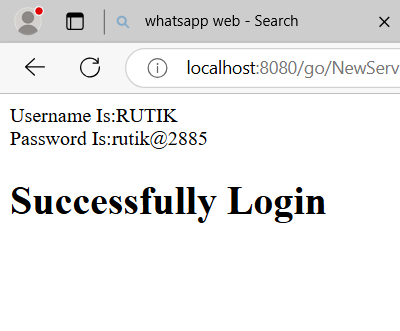 whatsapp web - Search
localhost:8080/go/NewServ
Username Is:RUTIK
Password Is:rutik@2885
Successfully Login